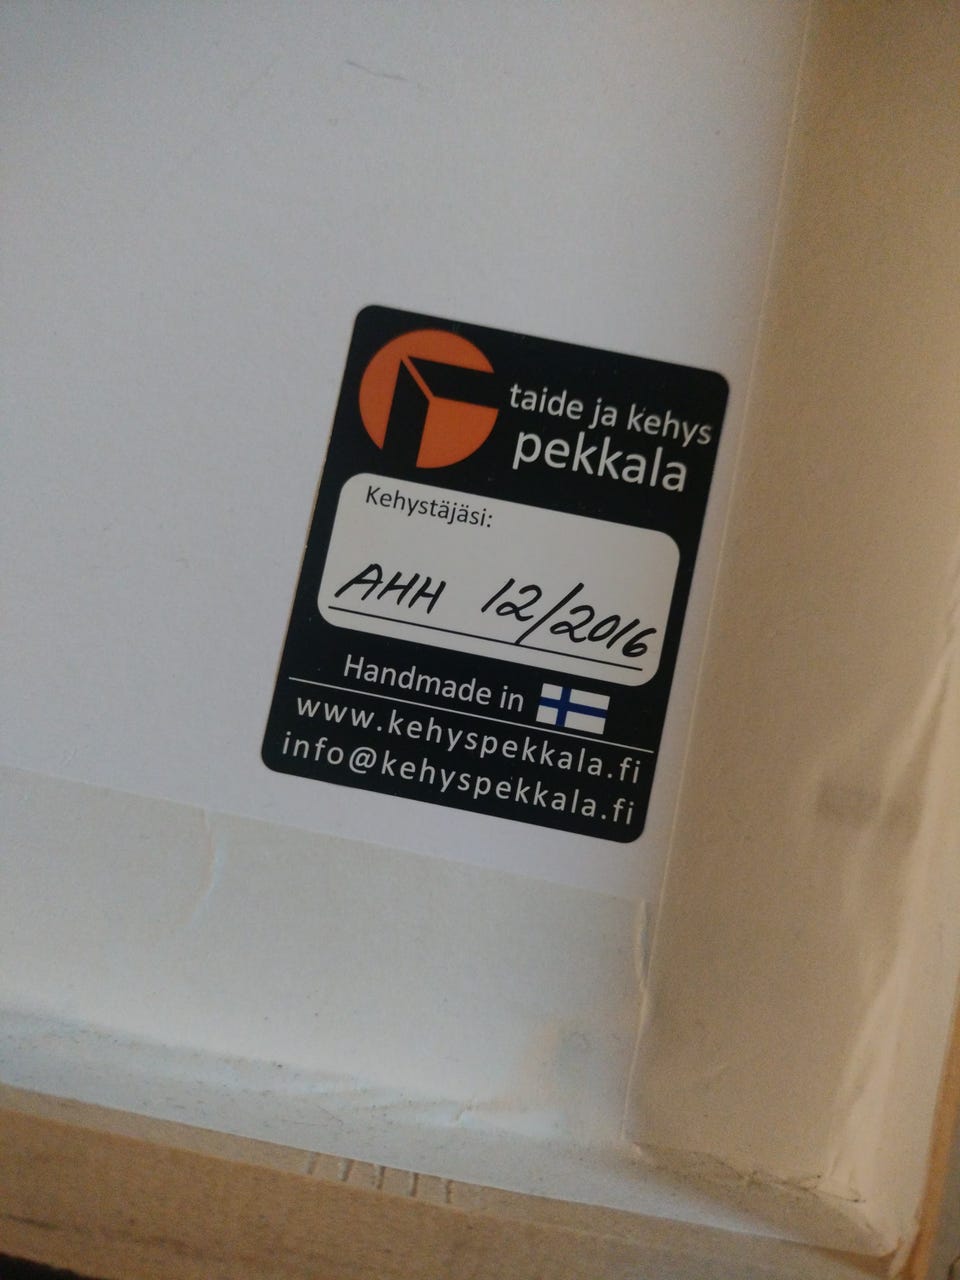 taide ja kehys
pekkala
Kehystäjäsi:
AHH 12/2016
Handmade in
www.kehyspekkala.fi
info@kehyspekkala.fi